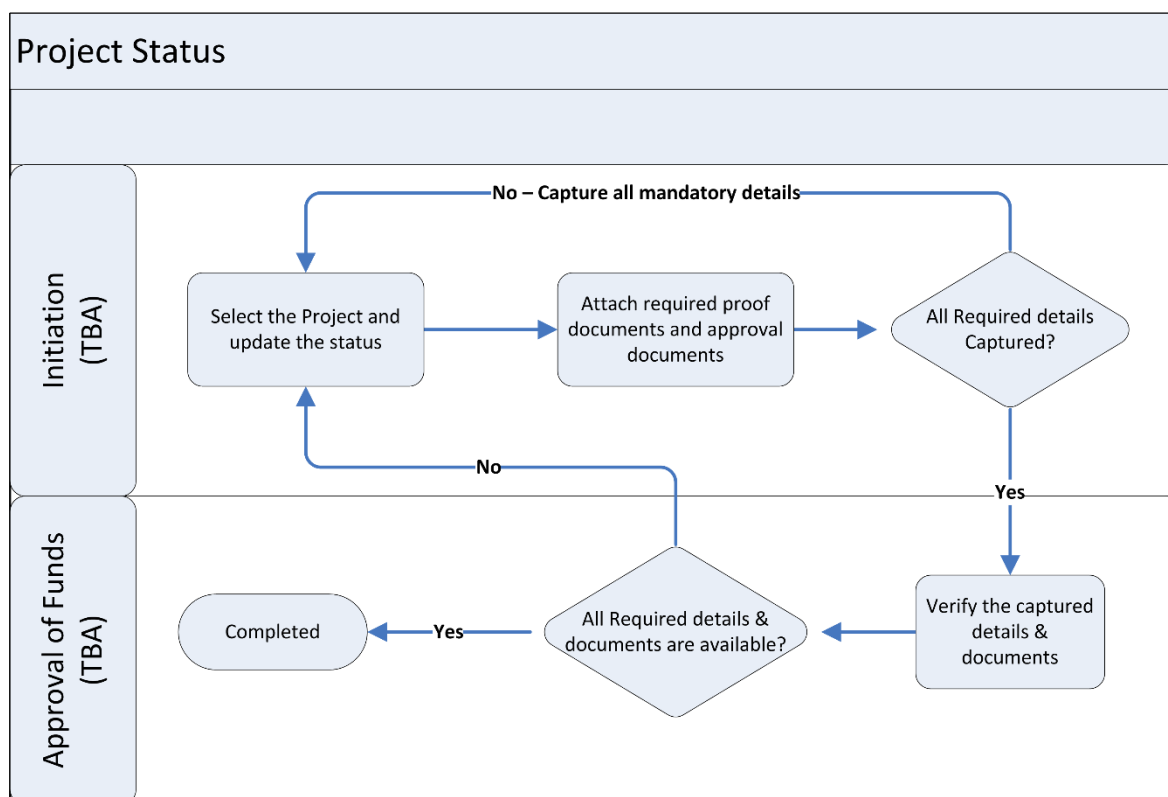 Project Status
Initiation
(TBA)
No – Capture all mandatory details
Select the Project and
update the status
Attach required proof
documents and approval
documents
All Required details
Captured?
No
Yes
Approval of Funds
(TBA)
Completed
Yes
All Required details &
documents are available?
Verify the captured
details &
documents